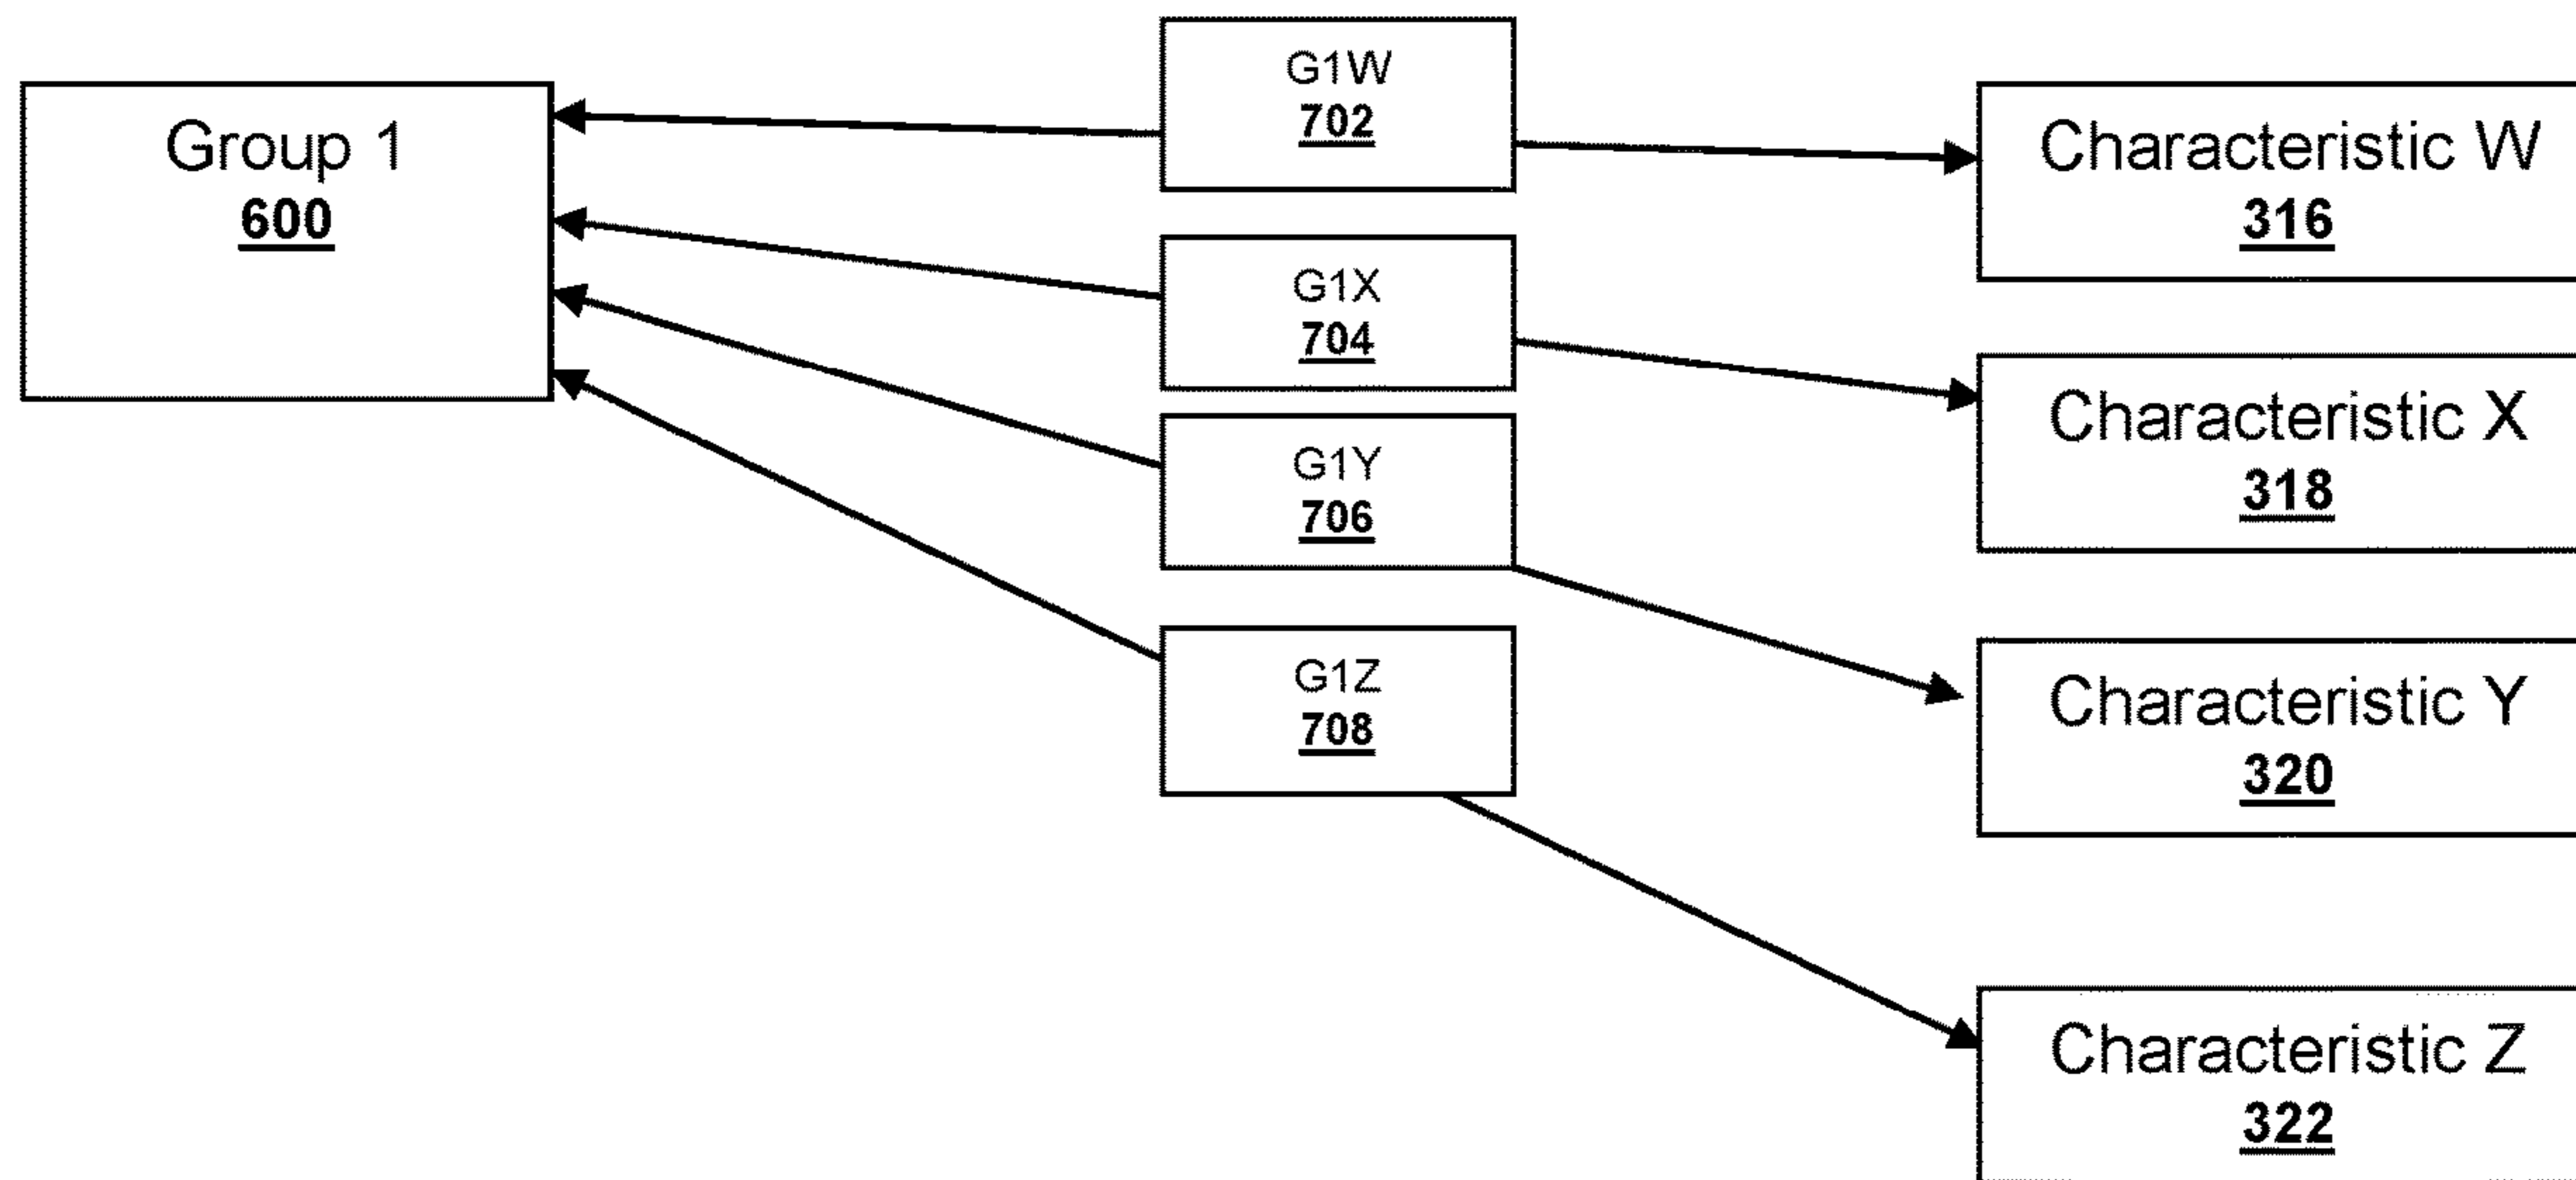 Group 1
600
G1W
702
G1X
704
G1Y
706
G1Z
708
Characteristic W
316
Characteristic X
318
Characteristic Y
320
Characteristic Z
322